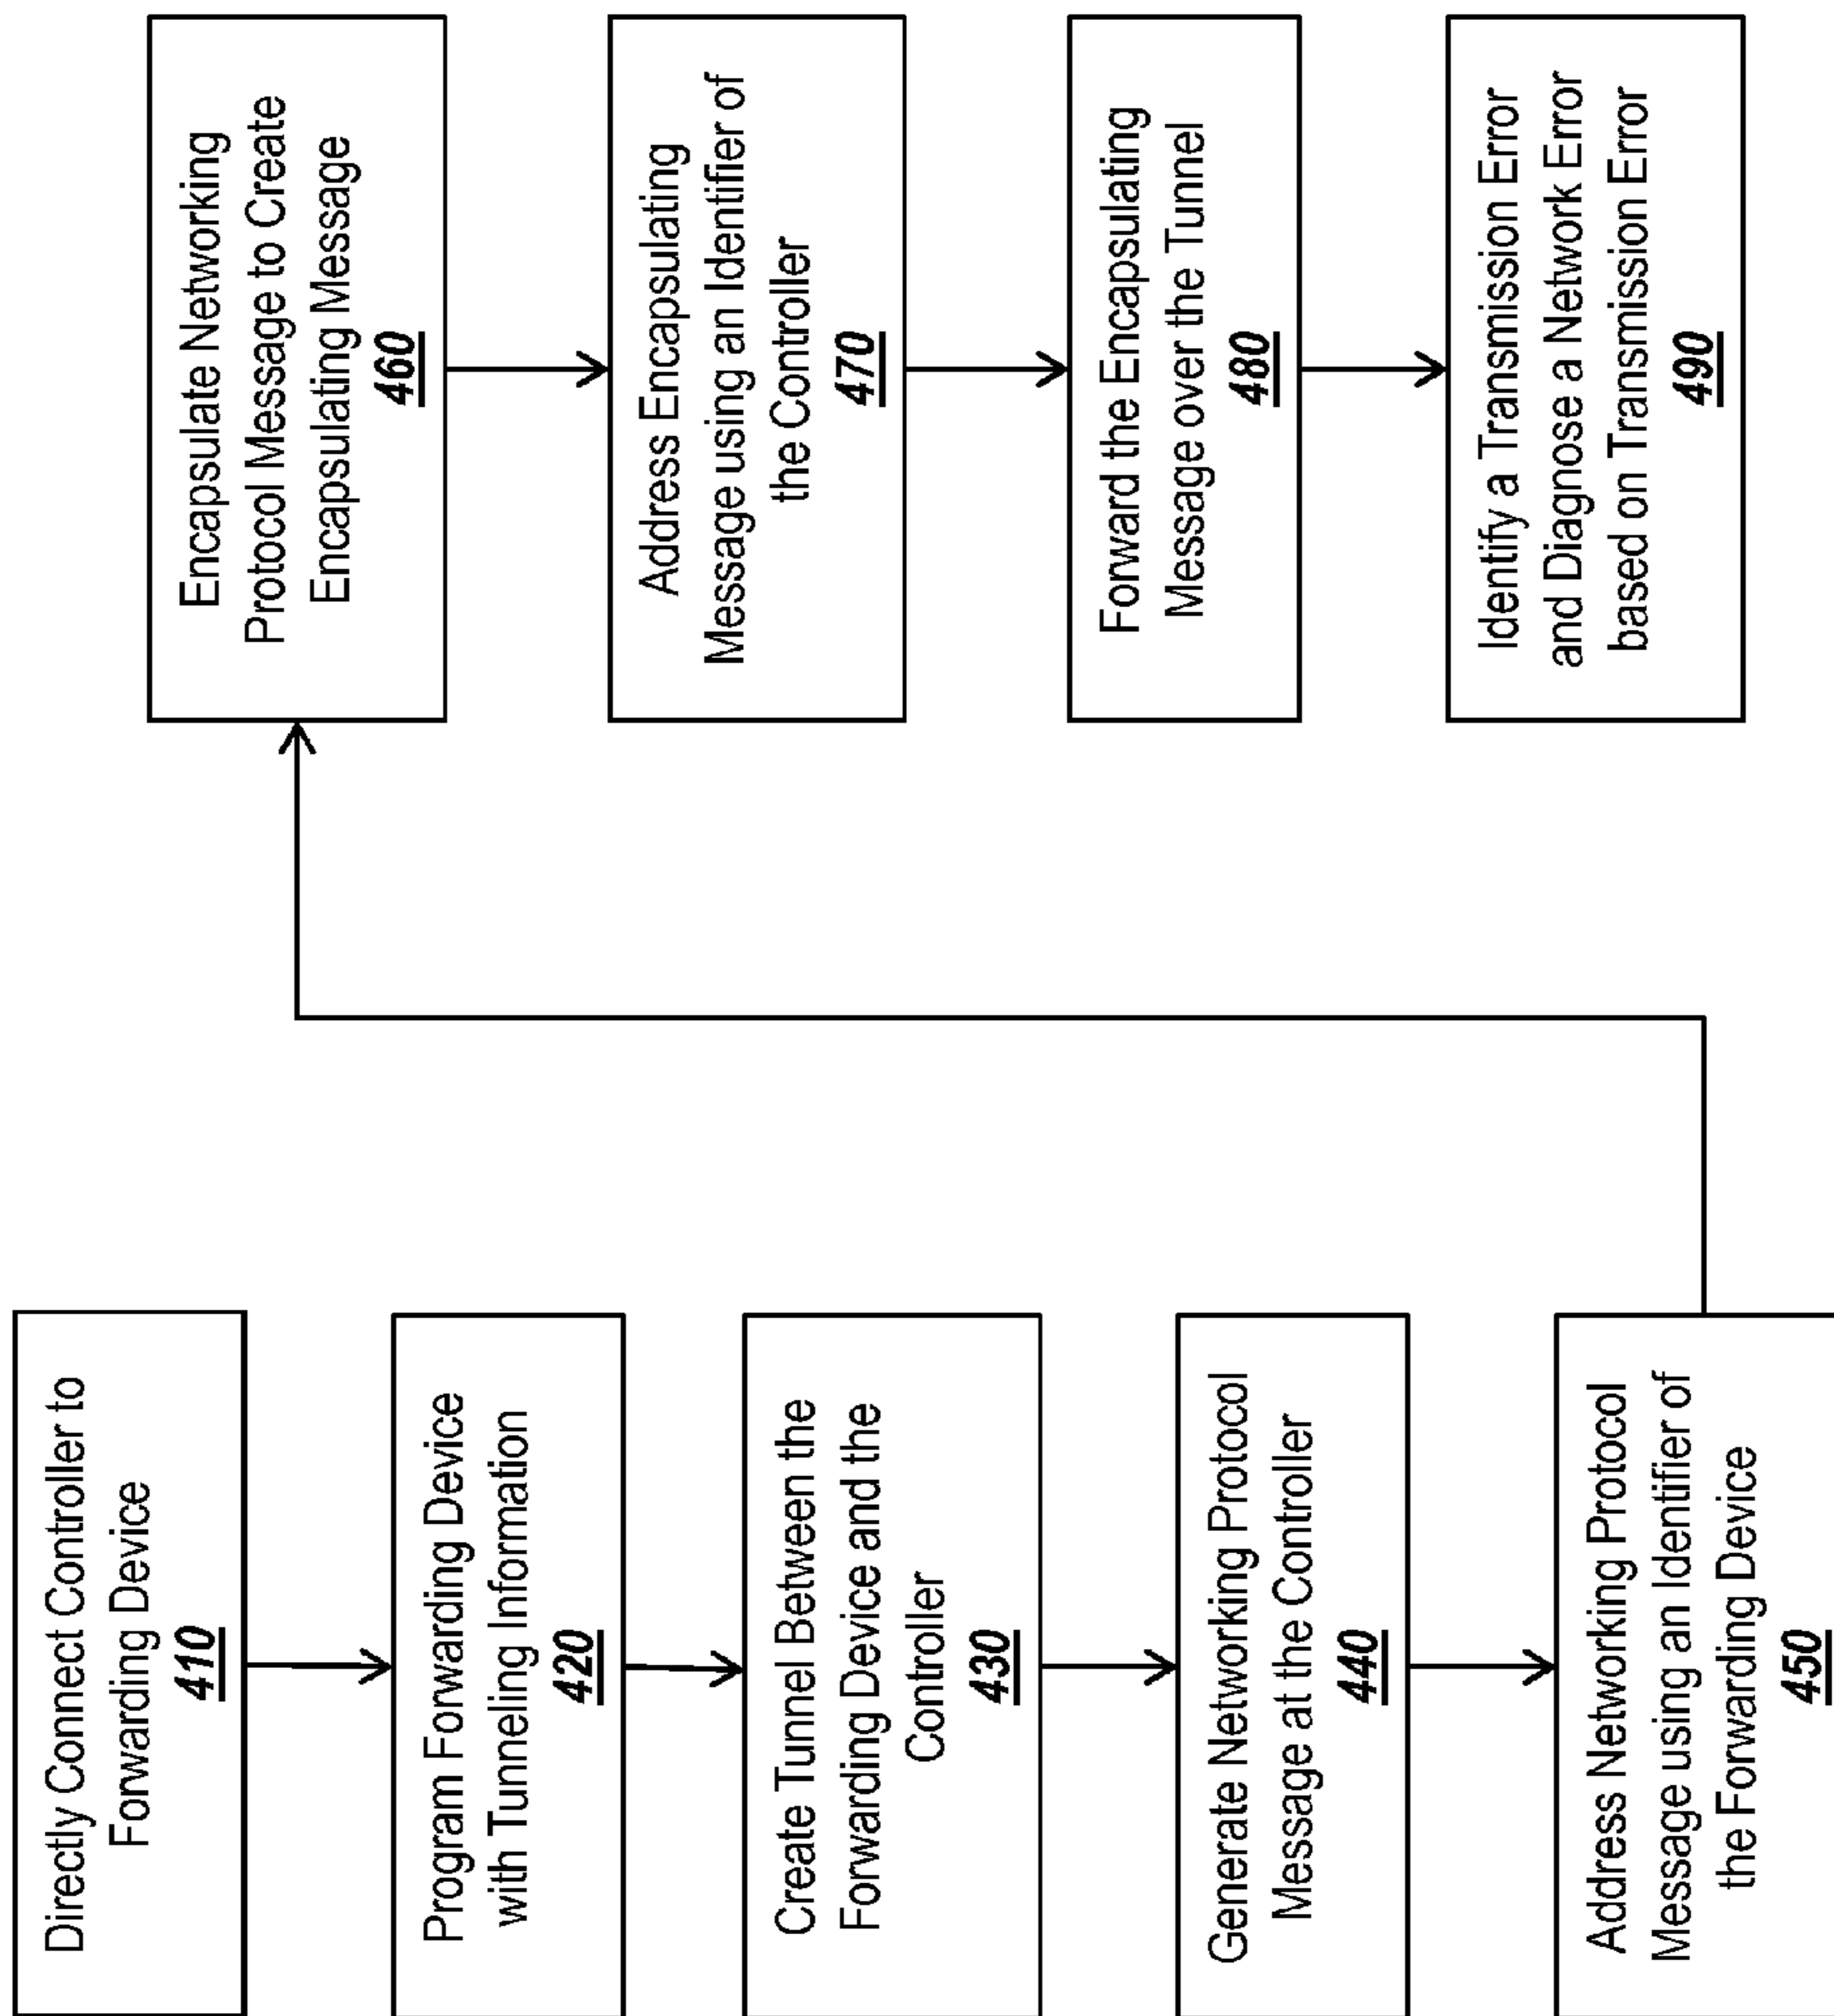 Directly Connect Controller to
Forwarding Device
410
Program Forwarding Device
with Tunneling Information
420
Create Tunnel Between the
Forwarding Device and the
Controller
430
Generate Networking Protocol
Message at the Controller
440
Address Networking Protocol
Message using an Identifier of
the Forwarding Device
450
Encapsulate Networking
Protocol Message to Create
Encapsulating Message
460
Address Encapsulating
Message using an Identifier of
the Controller
470
Forward the Encapsulating
Message over the Tunnel
480
Identify a Transmission Error
and Diagnose a Network Error
based on Transmission Error
490